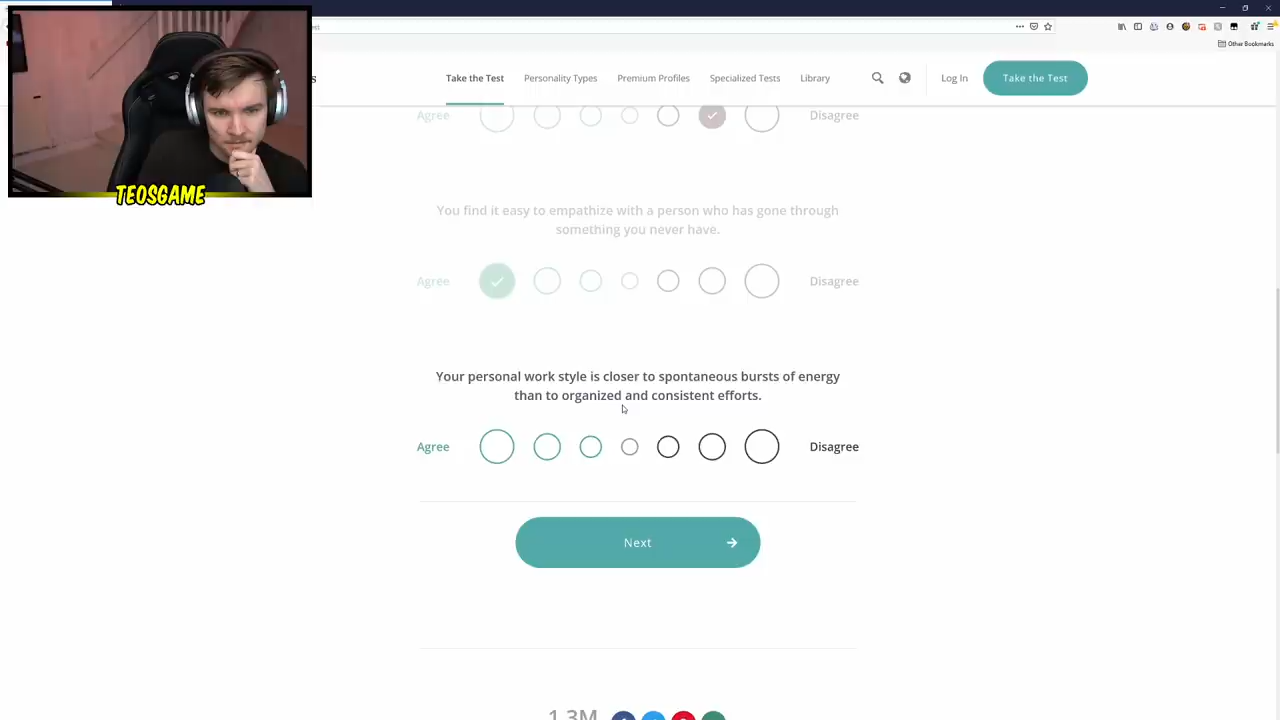 est
Other Bookmarks
s
Take the Test
Personality Types
Premium Profiles
Specialized Tests
Library
Log In
Take the Test
Agree
Disagree
TEOSGAME
You find it easy to empathize with a person who has gone through
something you never have.
Agree
Disagree
Your personal work style is closer to spontaneous bursts of energy
than to organized and consistent efforts.
Agree
Disagree
Next
1.3M